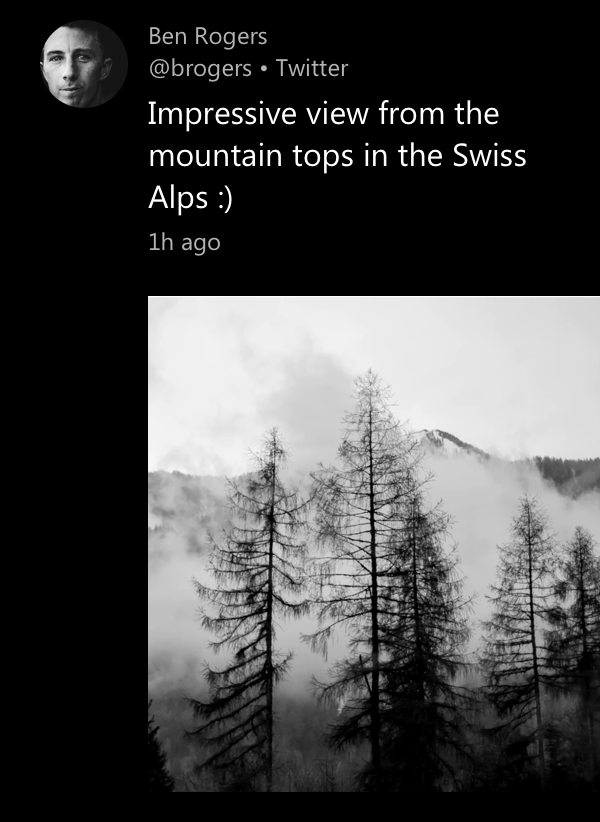 Ben Rogers
@brogers • Twitter
Impressive view from the
mountain tops in the Swiss
Alps :)
1h ago